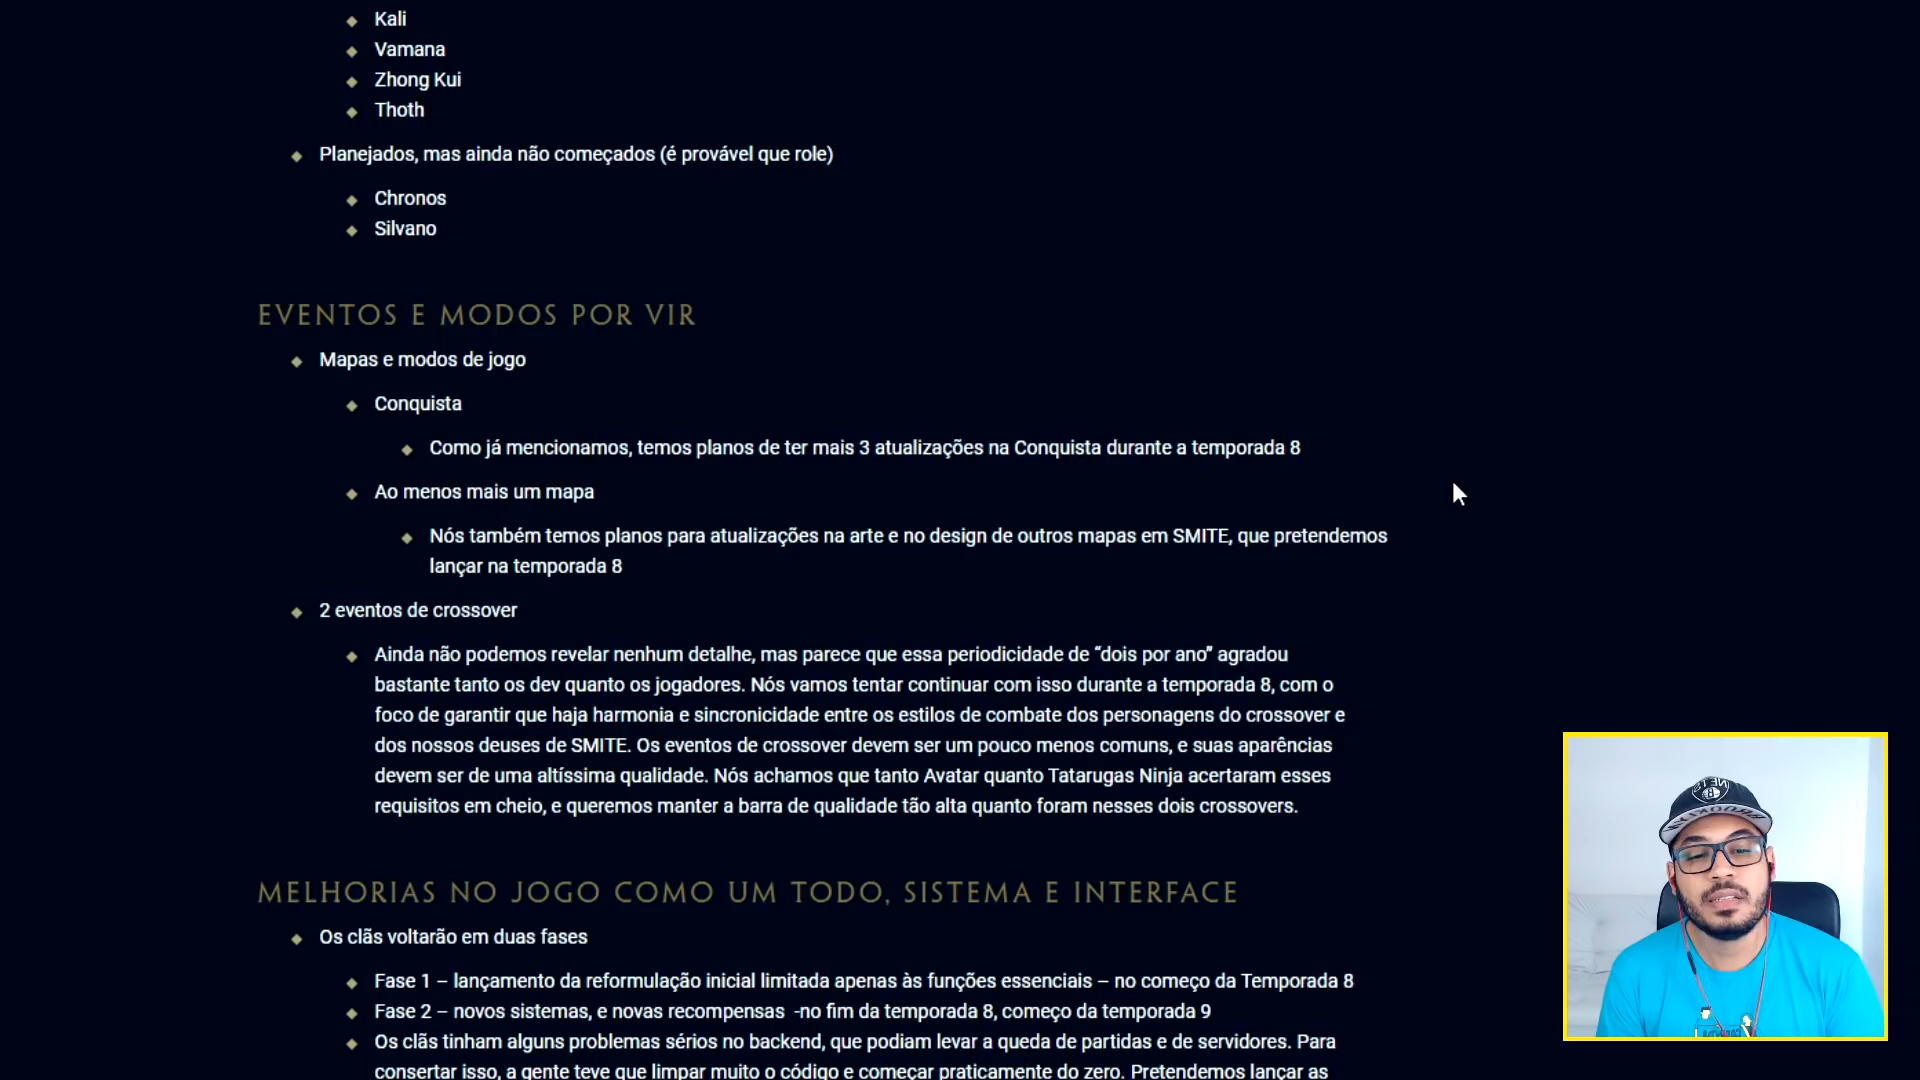 Kali
Vamana
Zhong Kui
Thoth
Planejados, mas ainda não começados (é provável que role)
Chronos
Silvano
EVENTOS E MODOS POR VIR
Mapas e modos de jogo
Conquista
Como já mencionamos, temos planos de ter mais 3 atualizações na Conquista durante a temporada 8
Ao menos mais um mapa
Nós também temos planos para atualizações na arte e no design de outros mapas em SMITE, que pretendemos
lançar na temporada 8
2 eventos de crossover
Ainda não podemos revelar nenhum detalhe, mas parece que essa periodicidade de “dois por ano” agradou
bastante tanto os dev quanto os jogadores. Nós vamos tentar continuar com isso durante a temporada 8, com o
foco de garantir que haja harmonia e sincronicidade entre os estilos de combate dos personagens do crossover e
dos nossos deuses de SMITE. Os eventos de crossover devem ser um pouco menos comuns, e suas aparências
devem ser de uma altíssima qualidade. Nós achamos que tanto Avatar quanto Tatarugas Ninja acertaram esses
requisitos em cheio, e queremos manter a barra de qualidade tão alta quanto foram nesses dois crossovers.
MELHORIAS NO JOGO COMO UM TODO, SISTEMA E INTERFACE
Os clãs voltarão em duas fases
Fase 1 – lançamento da reformulação inicial limitada apenas às funções essenciais – no começo da Temporada 8
Fase 2 – novos sistemas, e novas recompensas -no fim da temporada 8, começo da temporada 9
Os clãs tinham alguns problemas sérios no backend, que podiam levar a queda de partidas e de servidores. Para
consertar isso, a gente teve que limpar muito o código e começar praticamente do zero. Pretendemos lançar as
NETS
B
BROOKLYN